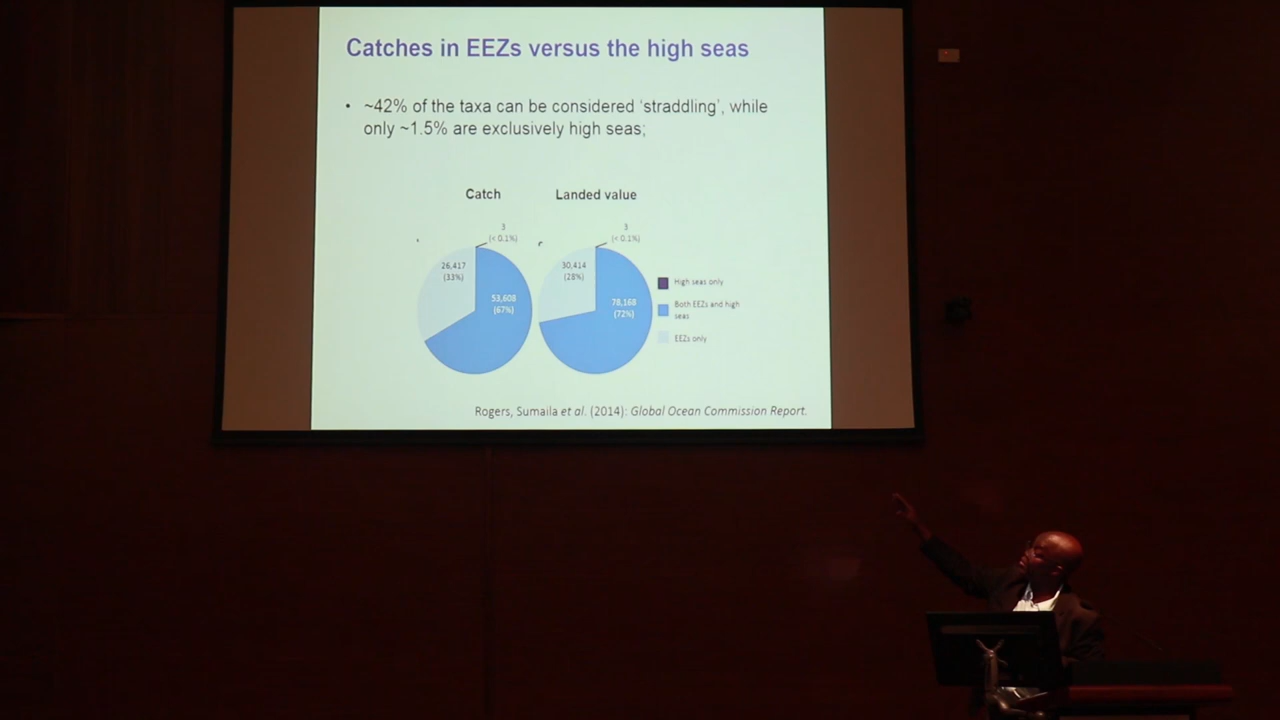 Catches in EEZs versus the high seas
• ~42% of the taxa can be considered ‘straddling’, while
only ~1.5% are exclusively high seas;
Catch
Landed value
3
(< 0.1%)
26,417
(33%)
53,608
(67%)
3
(< 0.1%)
30,414
(28%)
78,168
(72%)
High seas only
Both EEZs and high
seas
EEZs only
Rogers, Sumaila et al. (2014): Global Ocean Commission Report.